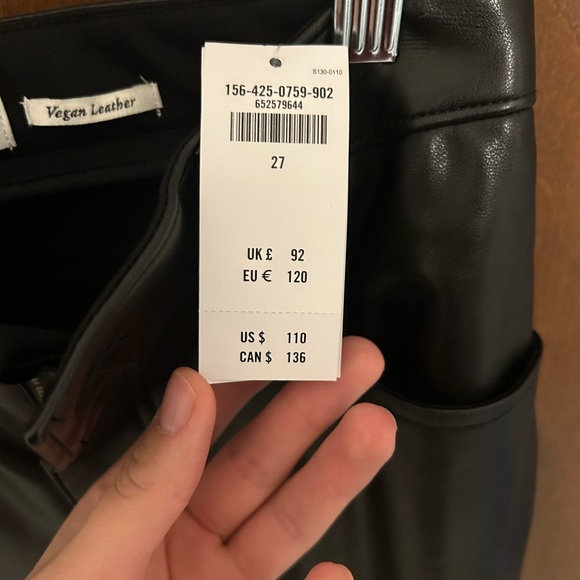 S130-0110
156-425-0759-902
652579644
27
UK £ 92
EU € 120
US $ 110
CAN $ 136
Vegan Leather